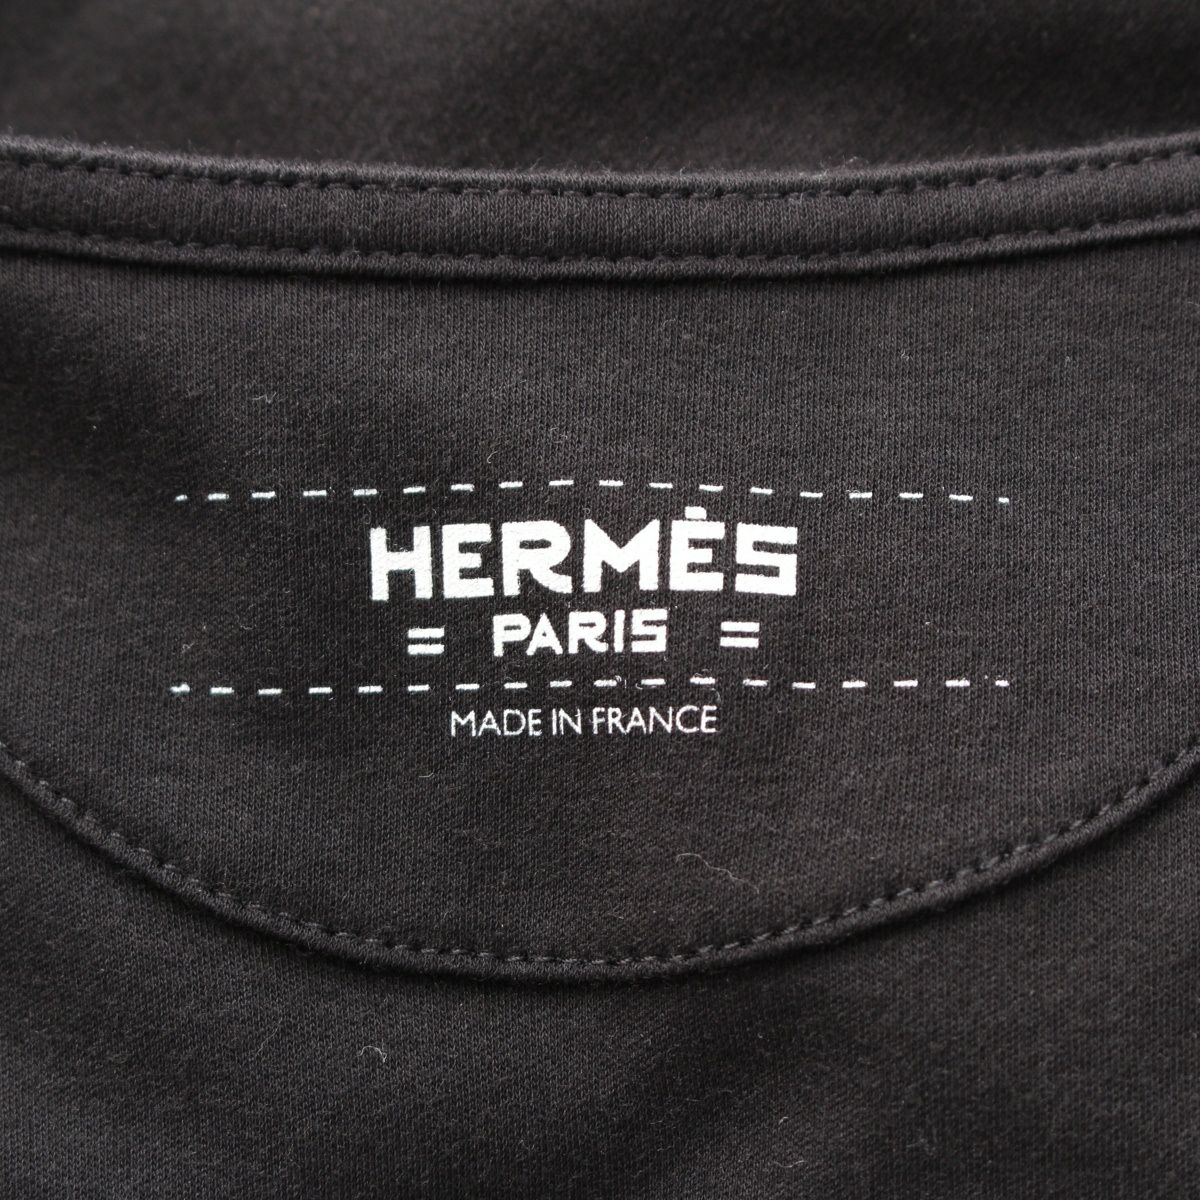 HERMÈS
= PARIS =
MADE IN FRANCE